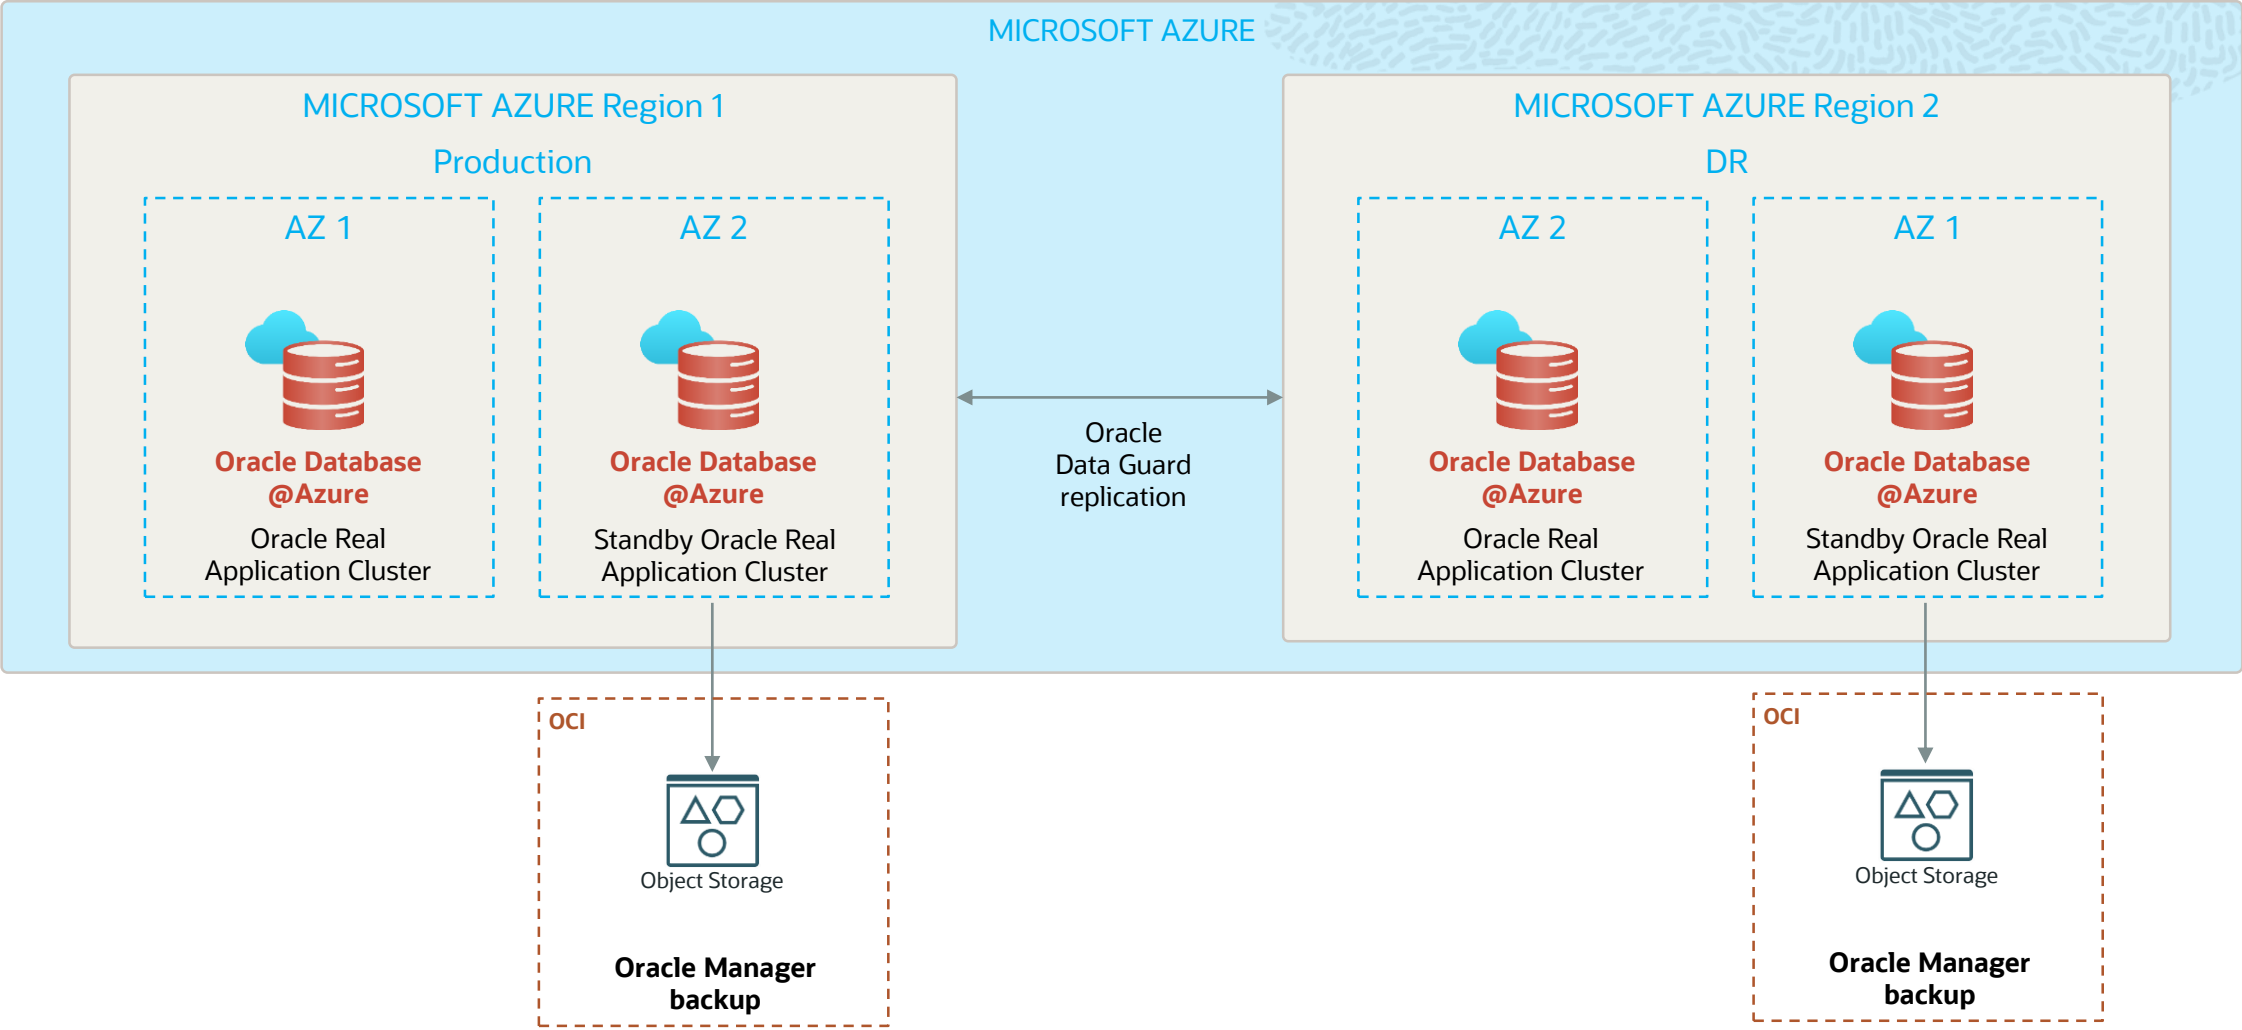 MICROSOFT AZURE
MICROSOFT AZURE Region 1
Production
AZ 1
Oracle Database
@Azure
Oracle Real
Application Cluster
AZ 2
Oracle Database
@Azure
Standby Oracle Real
Application Cluster
Oracle
Data Guard
replication
MICROSOFT AZURE Region 2
DR
AZ 2
Oracle Database
@Azure
Oracle Real
Application Cluster
AZ 1
Oracle Database
@Azure
Standby Oracle Real
Application Cluster
OCI
Object Storage
Oracle Manager
backup
OCI
Object Storage
Oracle Manager
backup